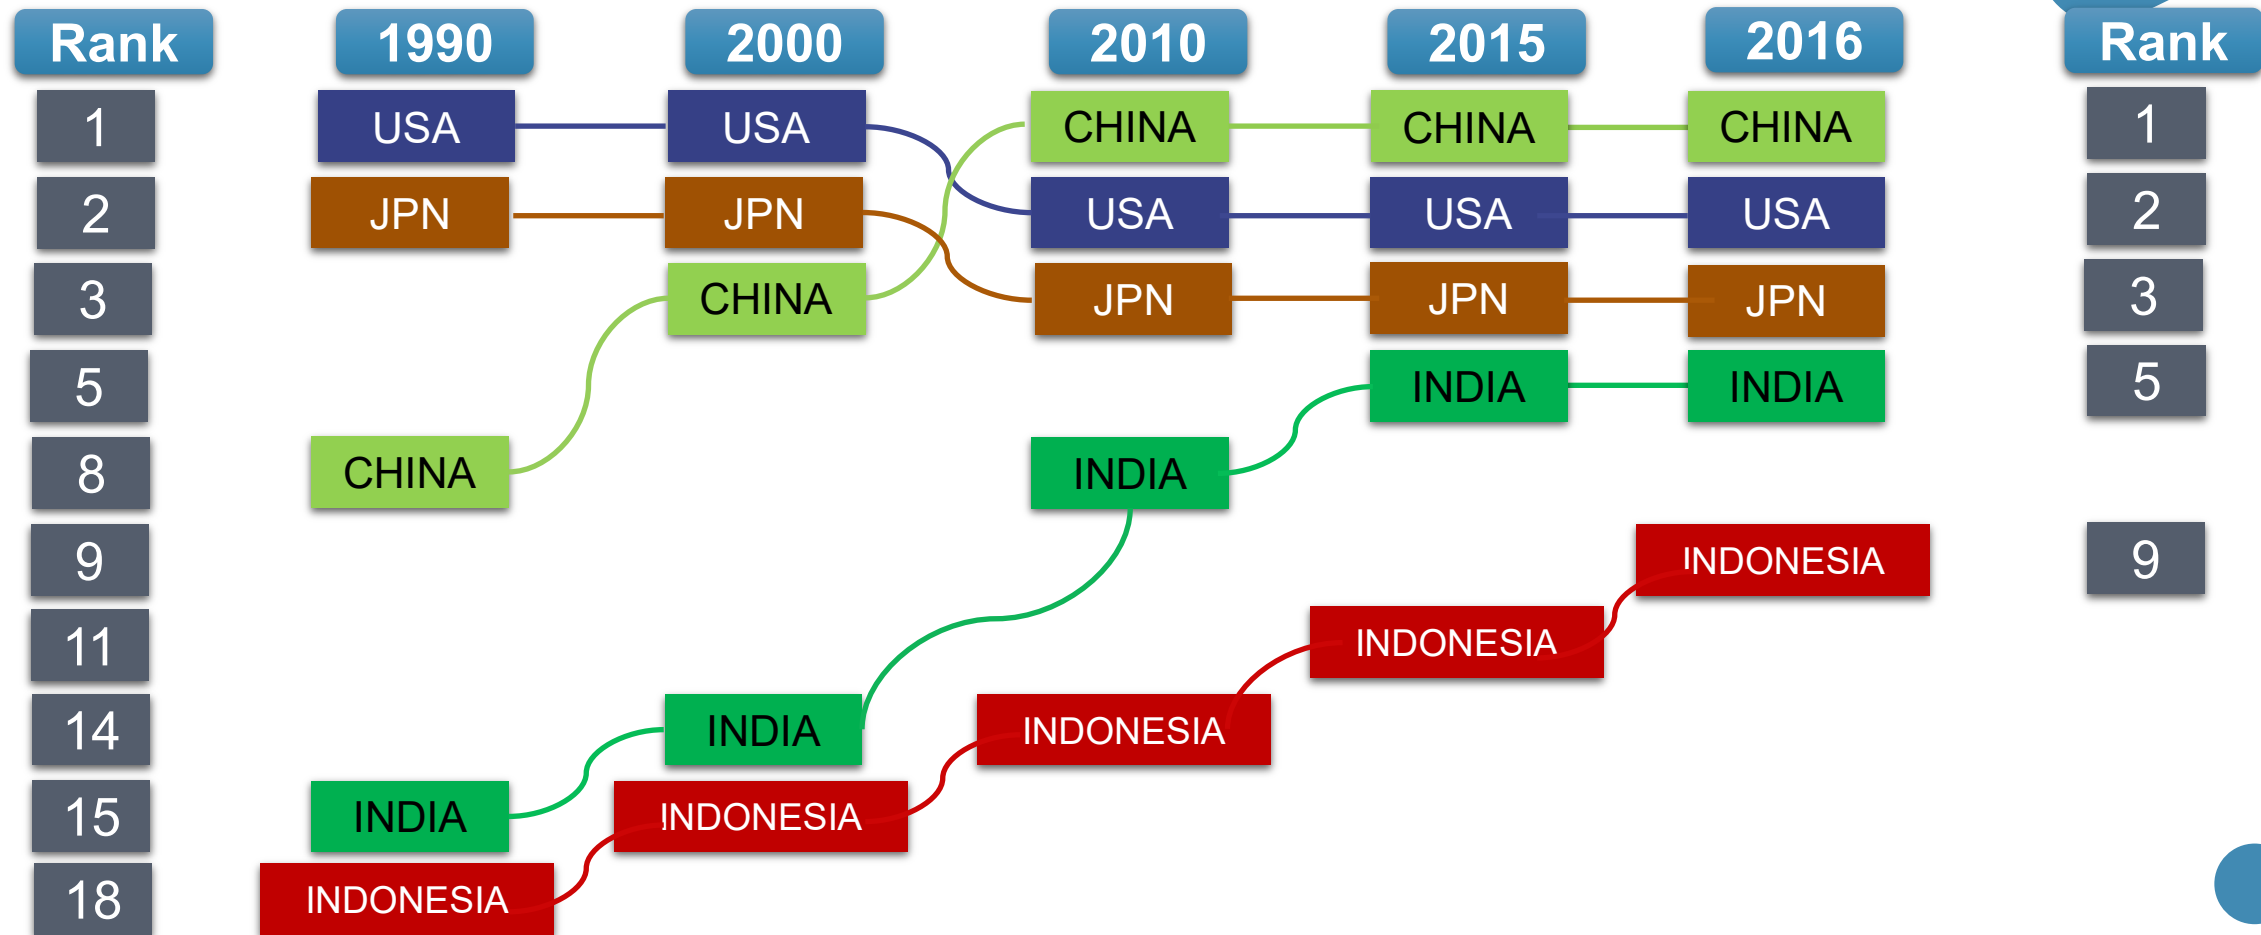 Rank 1990 2000 2010 2015 2016 Rank
1 USA USA CHINA CHINA CHINA 1
2 JPN JPN USA USA USA 2
3 CHINA JPN JPN JPN 3
5 INDIA INDIA 5
8 CHINA INDIA
9 INDONESIA 9
11 INDONESIA
14 INDIA INDONESIA
15 INDIA INDONESIA
18 INDONESIA